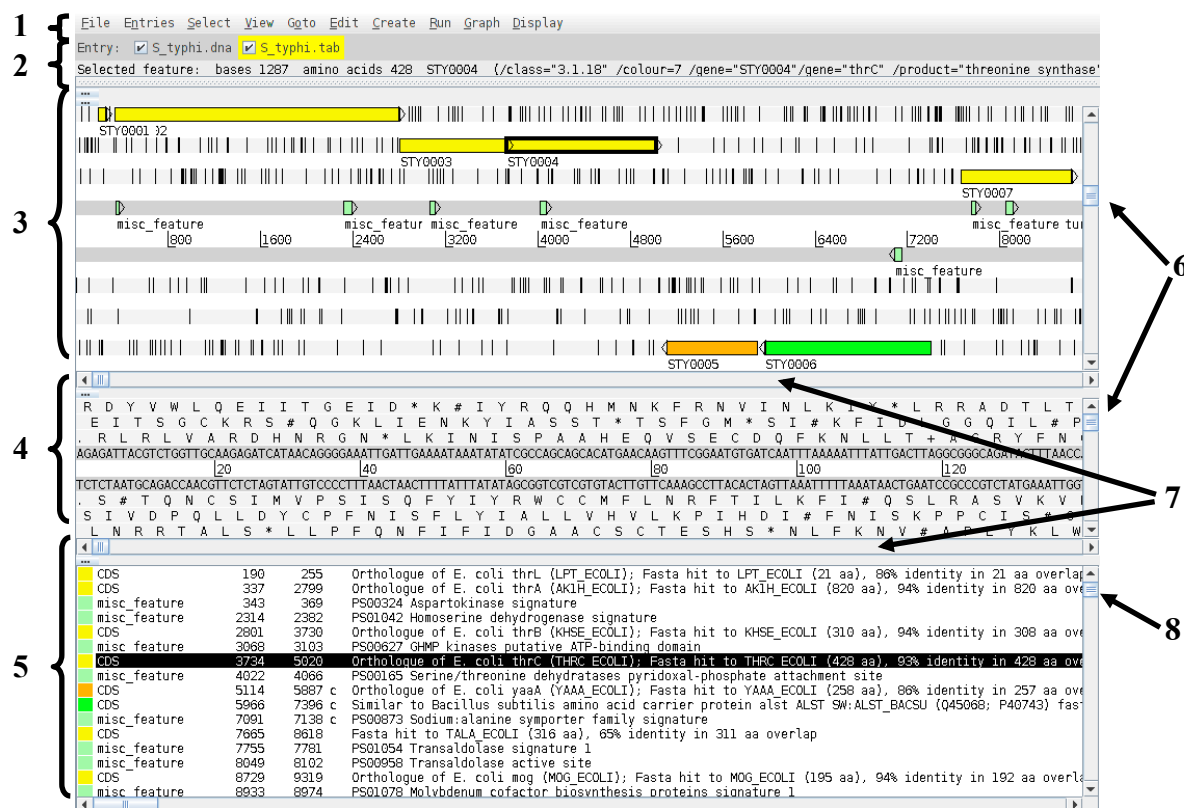 1
File Entries Select View Goto Edit Create Run Graph Display
Entry: S_typhi.dna S_typhi.tab
2
Selected feature: bases 1287 amino acids 428 STY0004 (/class="3.1.18" /colour=7 /gene="STY0004"/gene="thrC" /product="threonine synthase"
3
STY0001 )2
STY0003 STY0004
STY0007
misc_feature misc_featur misc_feature misc_feature misc_feature tu
800 1600 2400 3200 4000 4800 5600 6400 7200 8000
misc_feature
STY0005 STY0006
6
4
R D Y V W L Q E I I T G E I D * K # I Y R Q Q H M N K F R N V I N L K I Y * L R R A D T L T
E I T S G C K R S # Q G K L I E N K Y I A S S T * T S F G M * S I # K F I D L G G Q I L # P
. R L R L V A R D H N R G N * L K I N I S P A A H E Q V S E C D Q F K N L L T + A G R Y F N
20 40 60 80 100 120
. S # T Q N C S I M V P S I S Q F Y I Y R W C C M F L N R F T I L K F I # Q S L R A S V K V
S I V D P Q L L D Y C P F N I S F L Y I A L L V H V L K P I H D I # F N I S K P P C I S #
L N R R T A L S * L L P F Q N F I F I D G A A C S C T E S H S * N L F K N V # A P L Y K L W
7
5
CDS 190 255 Orthologue of E. coli thrL (LPT_ECOLI); Fasta hit to LPT_ECOLI (21 aa), 86% identity in 21 aa overlap
CDS 337 2799 Orthologue of E. coli thrA (AK1H_ECOLI); Fasta hit to AK1H_ECOLI (820 aa), 94% identity in 820 aa ove
misc_feature 343 369 PS00324 Aspartokinase signature
misc_feature 2314 2382 PS01042 Homoserine dehydrogenase signature
CDS 2801 3730 Orthologue of E. coli thrB (KHSE_ECOLI); Fasta hit to KHSE_ECOLI (310 aa), 94% identity in 308 aa ove
misc_feature 3068 3103 PS00627 GHMP kinases putative ATP-binding domain
CDS 3734 5020 Orthologue of E. coli thrC (THRC_ECOLI); Fasta hit to THRC_ECOLI (428 aa), 93% identity in 428 aa ove
misc_feature 4022 4066 PS00165 Serine/threonine dehydratases pyridoxal-phosphate attachment site
CDS 5114 5887 c Orthologue of E. coli yaaA (YAAA_ECOLI); Fasta hit to YAAA_ECOLI (258 aa), 86% identity in 257 aa ove
CDS 5966 7396 c Similar to Bacillus subtilis amino acid carrier protein alst ALST SW:ALST_BACSU (Q45068; P40743) fast
misc_feature 7091 7138 c PS00873 Sodium:alanine symporter family signature
CDS 7665 8618 Fasta hit to TALA_ECOLI (316 aa), 65% identity in 311 aa overlap
misc_feature 7755 7781 PS01054 Transaldolase signature 1
misc_feature 8049 8102 PS00958 Transaldolase active site
CDS 8729 9319 Orthologue of E. coli mog (MOG_ECOLI); Fasta hit to MOG_ECOLI (195 aa), 94% identity in 192 aa overla
misc_feature 8933 8974 PS01078 Molybdenum cofactor biosynthesis proteins signature 1
8